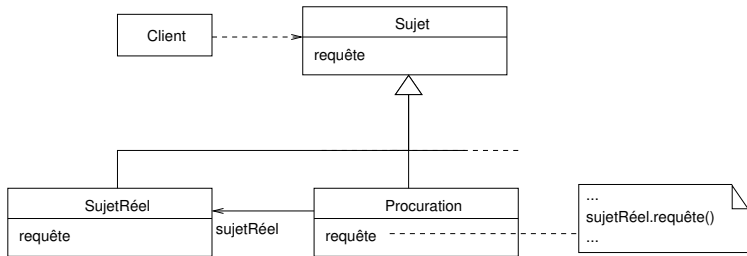 Client
Sujet
requête
SujetRéel
requête
sujetRéel
Procuration
requête
...
sujetRéel.requête()
...